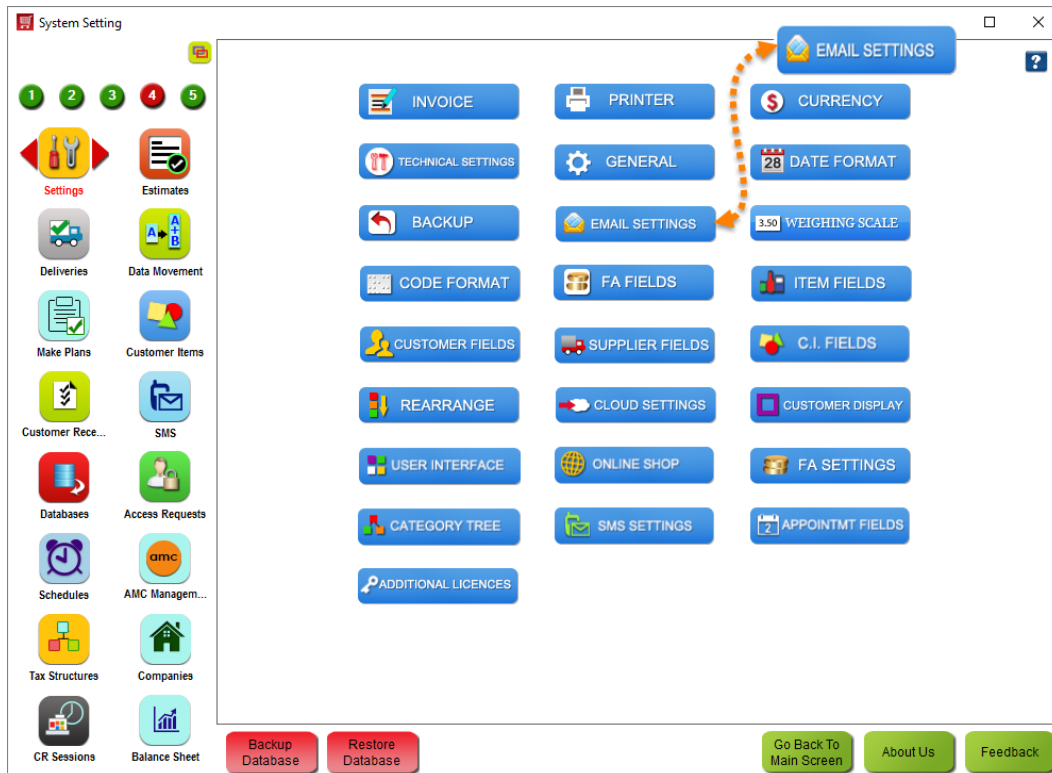 System Setting
EMAIL SETTINGS
?
1 2 3 4 5
INVOICE
PRINTER
CURRENCY
TECHNICAL SETTINGS
GENERAL
28 DATE FORMAT
BACKUP
EMAIL SETTINGS
3.50 WEIGHING SCALE
CODE FORMAT
FA FIELDS
ITEM FIELDS
CUSTOMER FIELDS
SUPPLIER FIELDS
C.I. FIELDS
REARRANGE
CLOUD SETTINGS
CUSTOMER DISPLAY
USER INTERFACE
ONLINE SHOP
FA SETTINGS
CATEGORY TREE
SMS SETTINGS
2 APPOINTMT FIELDS
ADDITIONAL LICENCES
Settings
Estimates
Deliveries
A A+B
Data Movement
Make Plans
Customer Items
Customer Rece...
SMS
Databases
Access Requests
Schedules
amc
AMC Managem...
Tax Structures
Companies
CR Sessions
Balance Sheet
Backup
Database
Restore
Database
Go Back To
Main Screen
About Us
Feedback